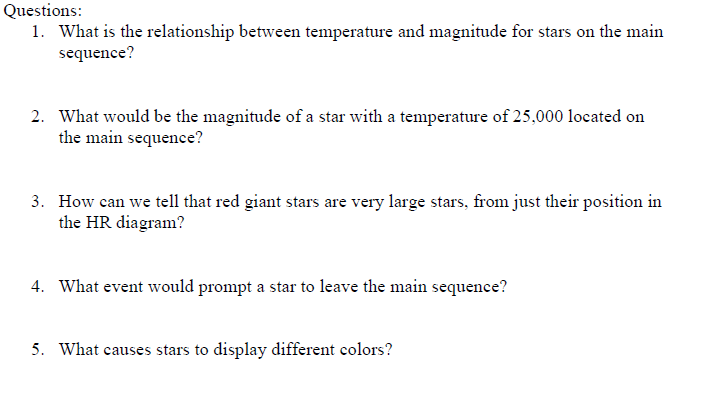 Questions:
1. What is the relationship between temperature and magnitude for stars on the main
sequence?
2. What would be the magnitude of a star with a temperature of 25,000 located on
the main sequence?
3. How can we tell that red giant stars are very large stars, from just their position in
the HR diagram?
4. What event would prompt a star to leave the main sequence?
5. What causes stars to display different colors?